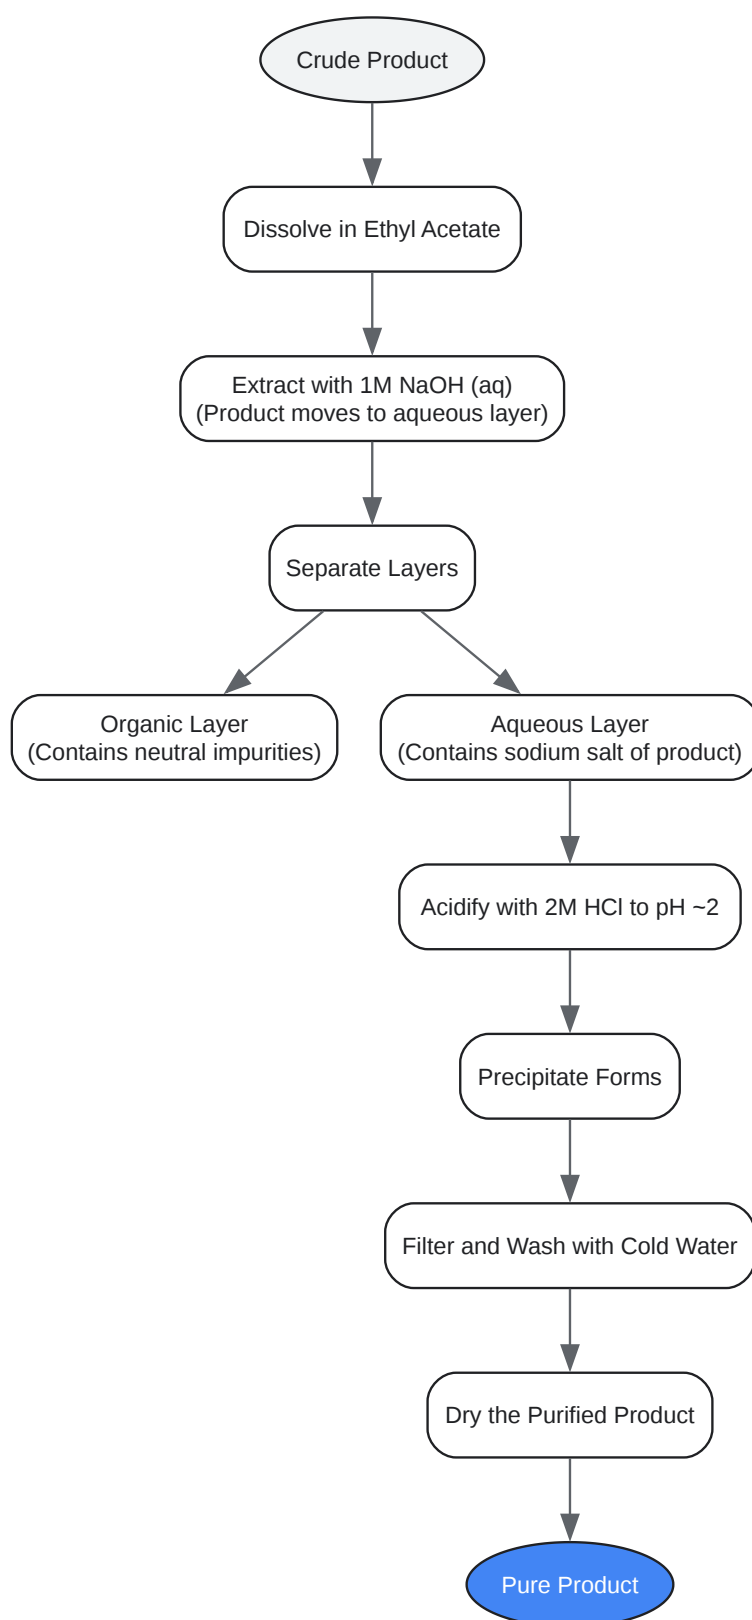 Crude Product
Dissolve in Ethyl Acetate
Extract with 1M NaOH (aq)
(Product moves to aqueous layer)
Separate Layers
Organic Layer
(Contains neutral impurities)
Aqueous Layer
(Contains sodium salt of product)
Acidify with 2M HCl to pH ~2
Precipitate Forms
Filter and Wash with Cold Water
Dry the Purified Product
Pure Product